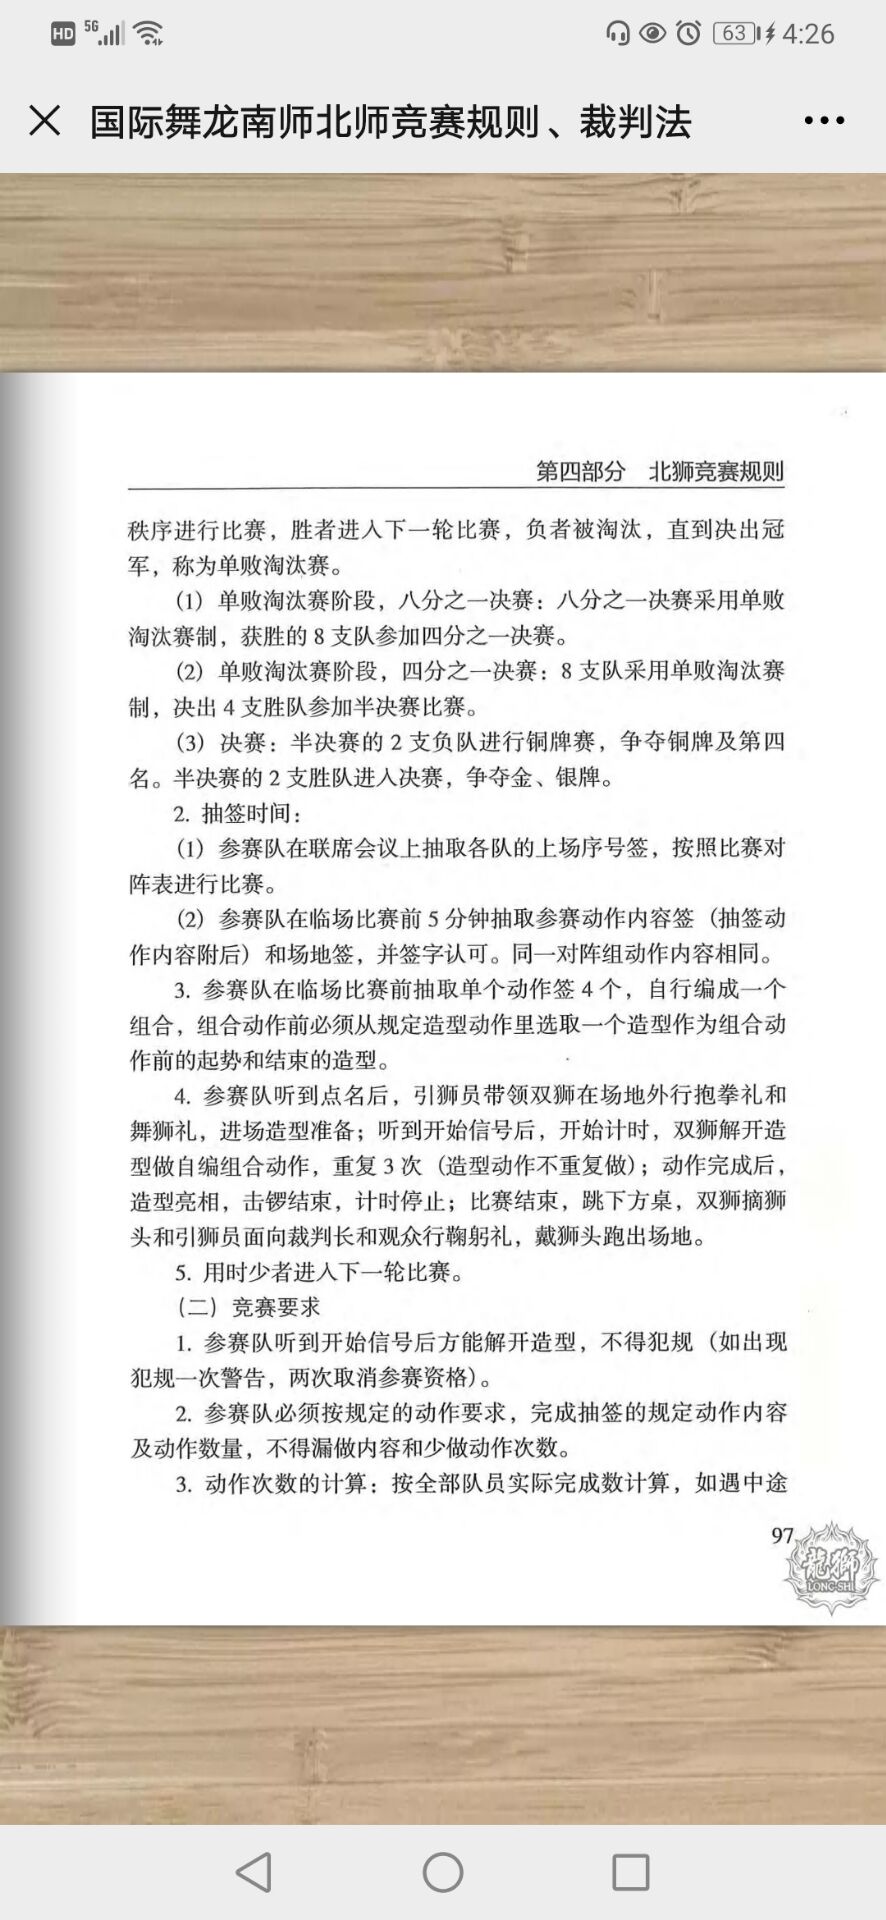 HD 5G 63 4:26
国际舞龙南师北师竞赛规则、裁判法
第四部分 北狮竞赛规则
秩序进行比赛，胜者进入下一轮比赛，负者被淘汰，直到决出冠
军，称为单败淘汰赛。
（1）单败淘汰赛阶段，八分之一决赛：八分之一决赛采用单败
淘汰赛制，获胜的 8 支队参加四分之一决赛。
（2）单败淘汰赛阶段，四分之一决赛：8 支队采用单败淘汰赛
制，决出 4 支胜队参加半决赛比赛。
（3）决赛：半决赛的 2 支负队进行铜牌赛，争夺铜牌及第四
名。半决赛的 2 支胜队进入决赛，争夺金、银牌。
2. 抽签时间：
（1）参赛队在联席会议上抽取各队的上场序号签，按照比赛对
阵表进行比赛。
（2）参赛队在临场比赛前 5 分钟抽取参赛动作内容签（抽签动
作内容附后）和场地签，并签字认可。同一对阵组动作内容相同。
3. 参赛队在临场比赛前抽取单个动作签 4 个，自行编成一个
组合，组合动作前必须从规定造型动作里选取一个造型作为组合动
作前的起势和结束的造型。
4. 参赛队听到点名后，引狮员带领双狮在场地外行抱拳礼和
舞狮礼，进场造型准备；听到开始信号后，开始计时，双狮解开造
型做自编组合动作，重复 3 次（造型动作不重复做）；动作完成后，
造型亮相，击锣结束，计时停止；比赛结束，跳下方桌，双狮摘狮
头和引狮员面向裁判长和观众行鞠躬礼，戴狮头跑出场地。
5. 用时少者进入下一轮比赛。
（二）竞赛要求
1. 参赛队听到开始信号后方能解开造型，不得犯规（如出现
犯规一次警告，两次取消参赛资格）。
2. 参赛队必须按规定的动作要求，完成抽签的规定动作内容
及动作数量，不得漏做内容和少做动作次数。
3. 动作次数的计算：按全部队员实际完成数计算，如遇中途
97
龍獅
LONG-SHI